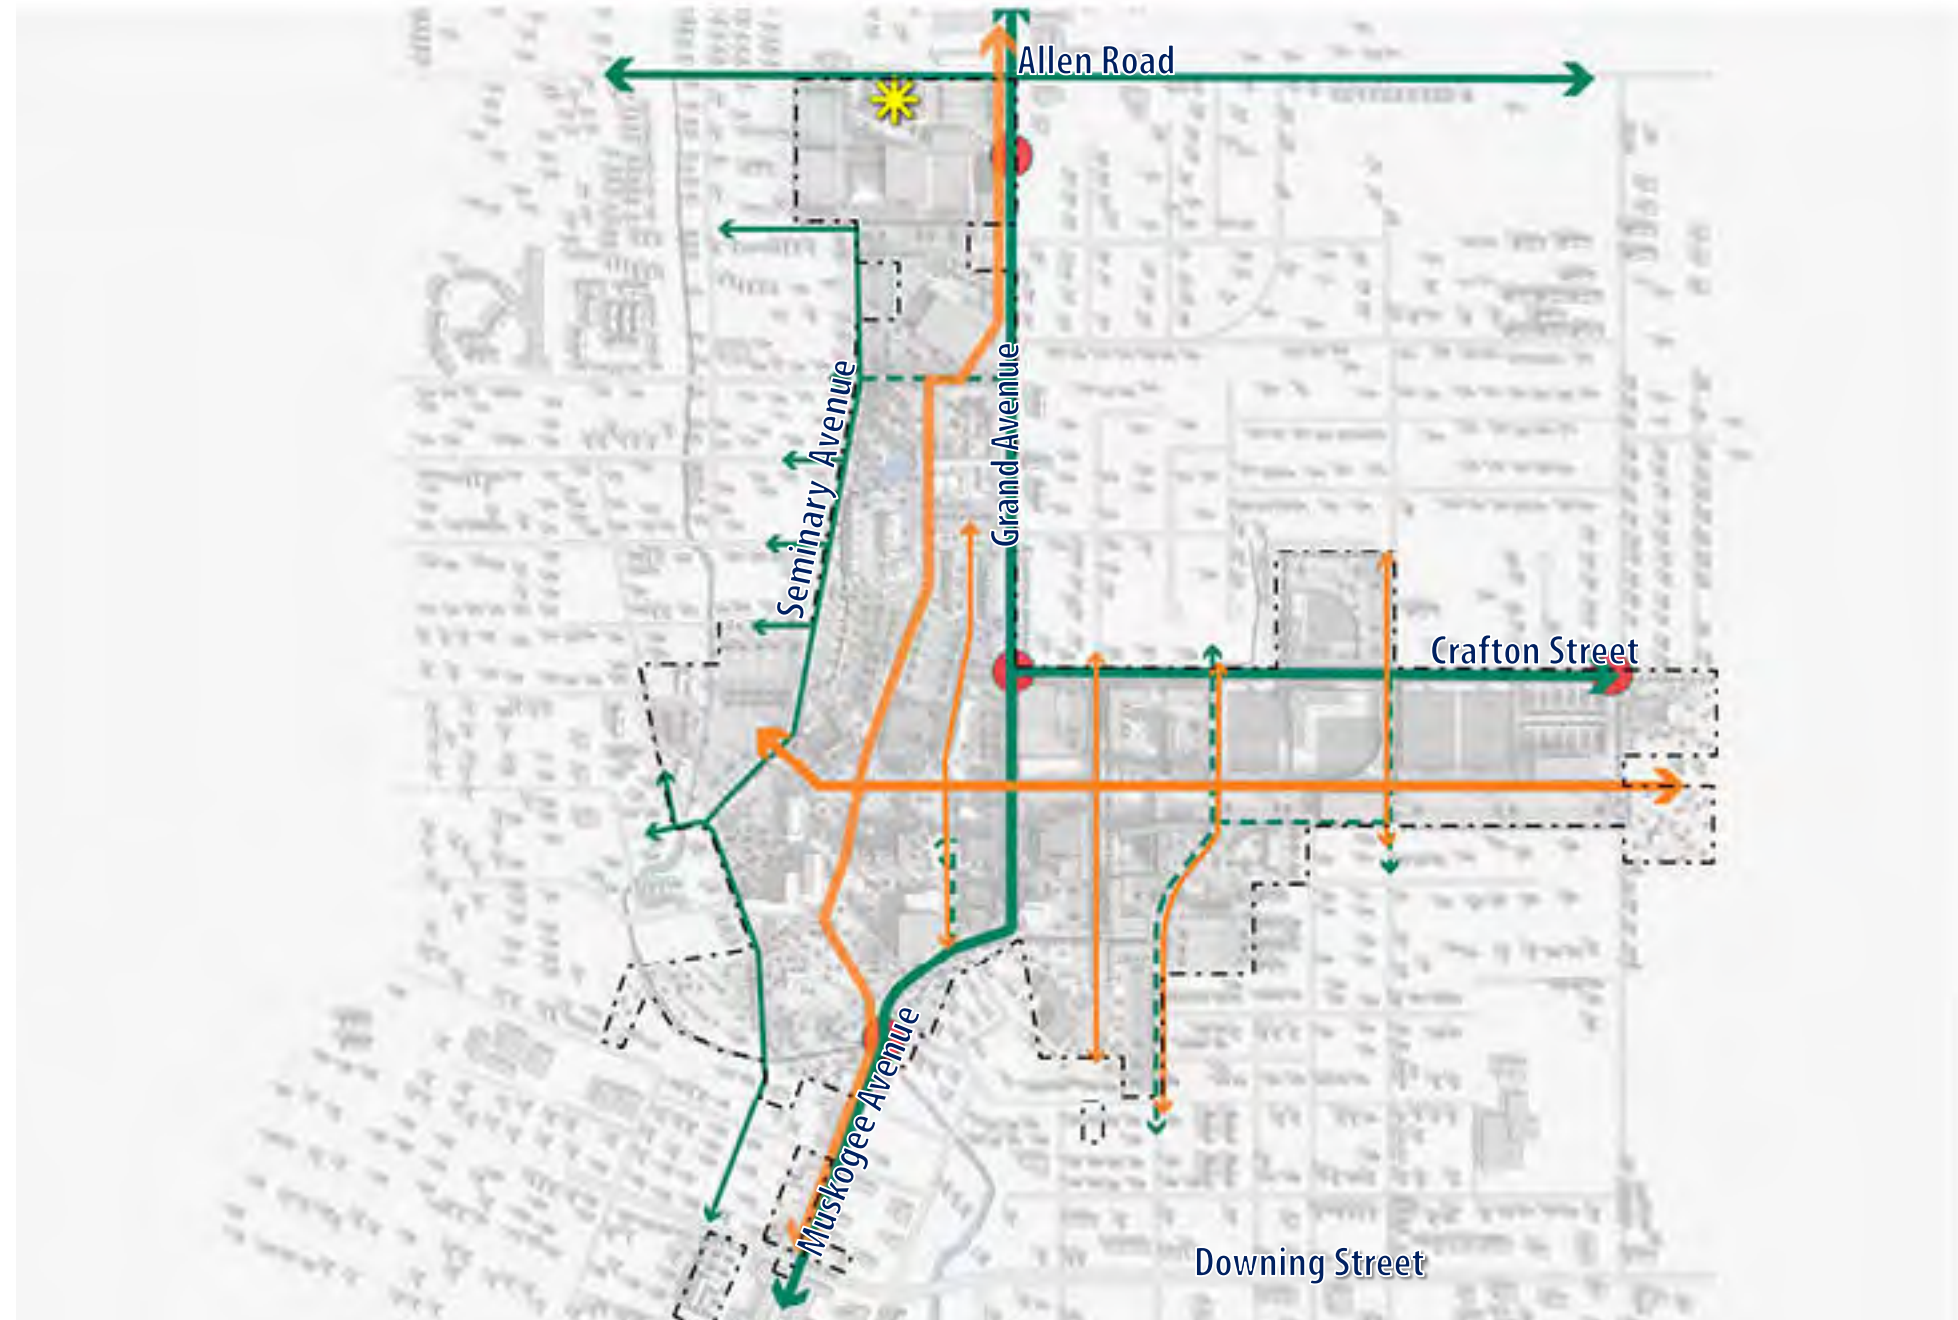 Allen Road
Seminary Avenue
Grand Avenue
Crafton Street
Muskogee Avenue
Downing Street